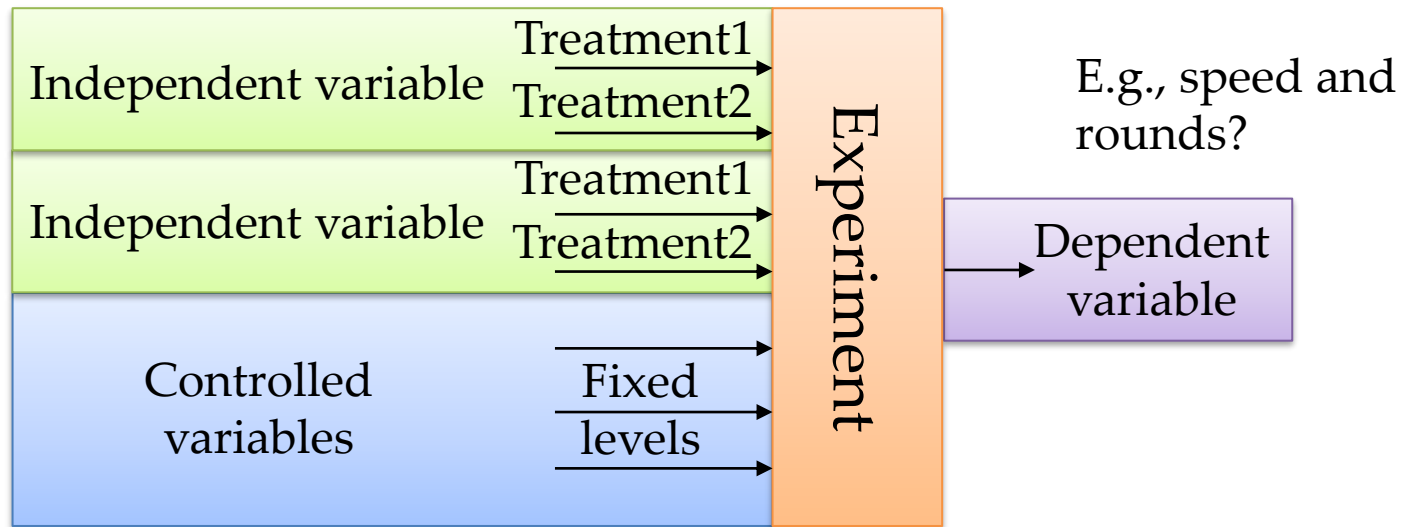 Treatment1
Independent variable
Treatment2
Treatment1
Independent variable
Treatment2
Controlled
variables
Fixed
levels
Experiment
E.g., speed and
rounds?
Dependent
variable